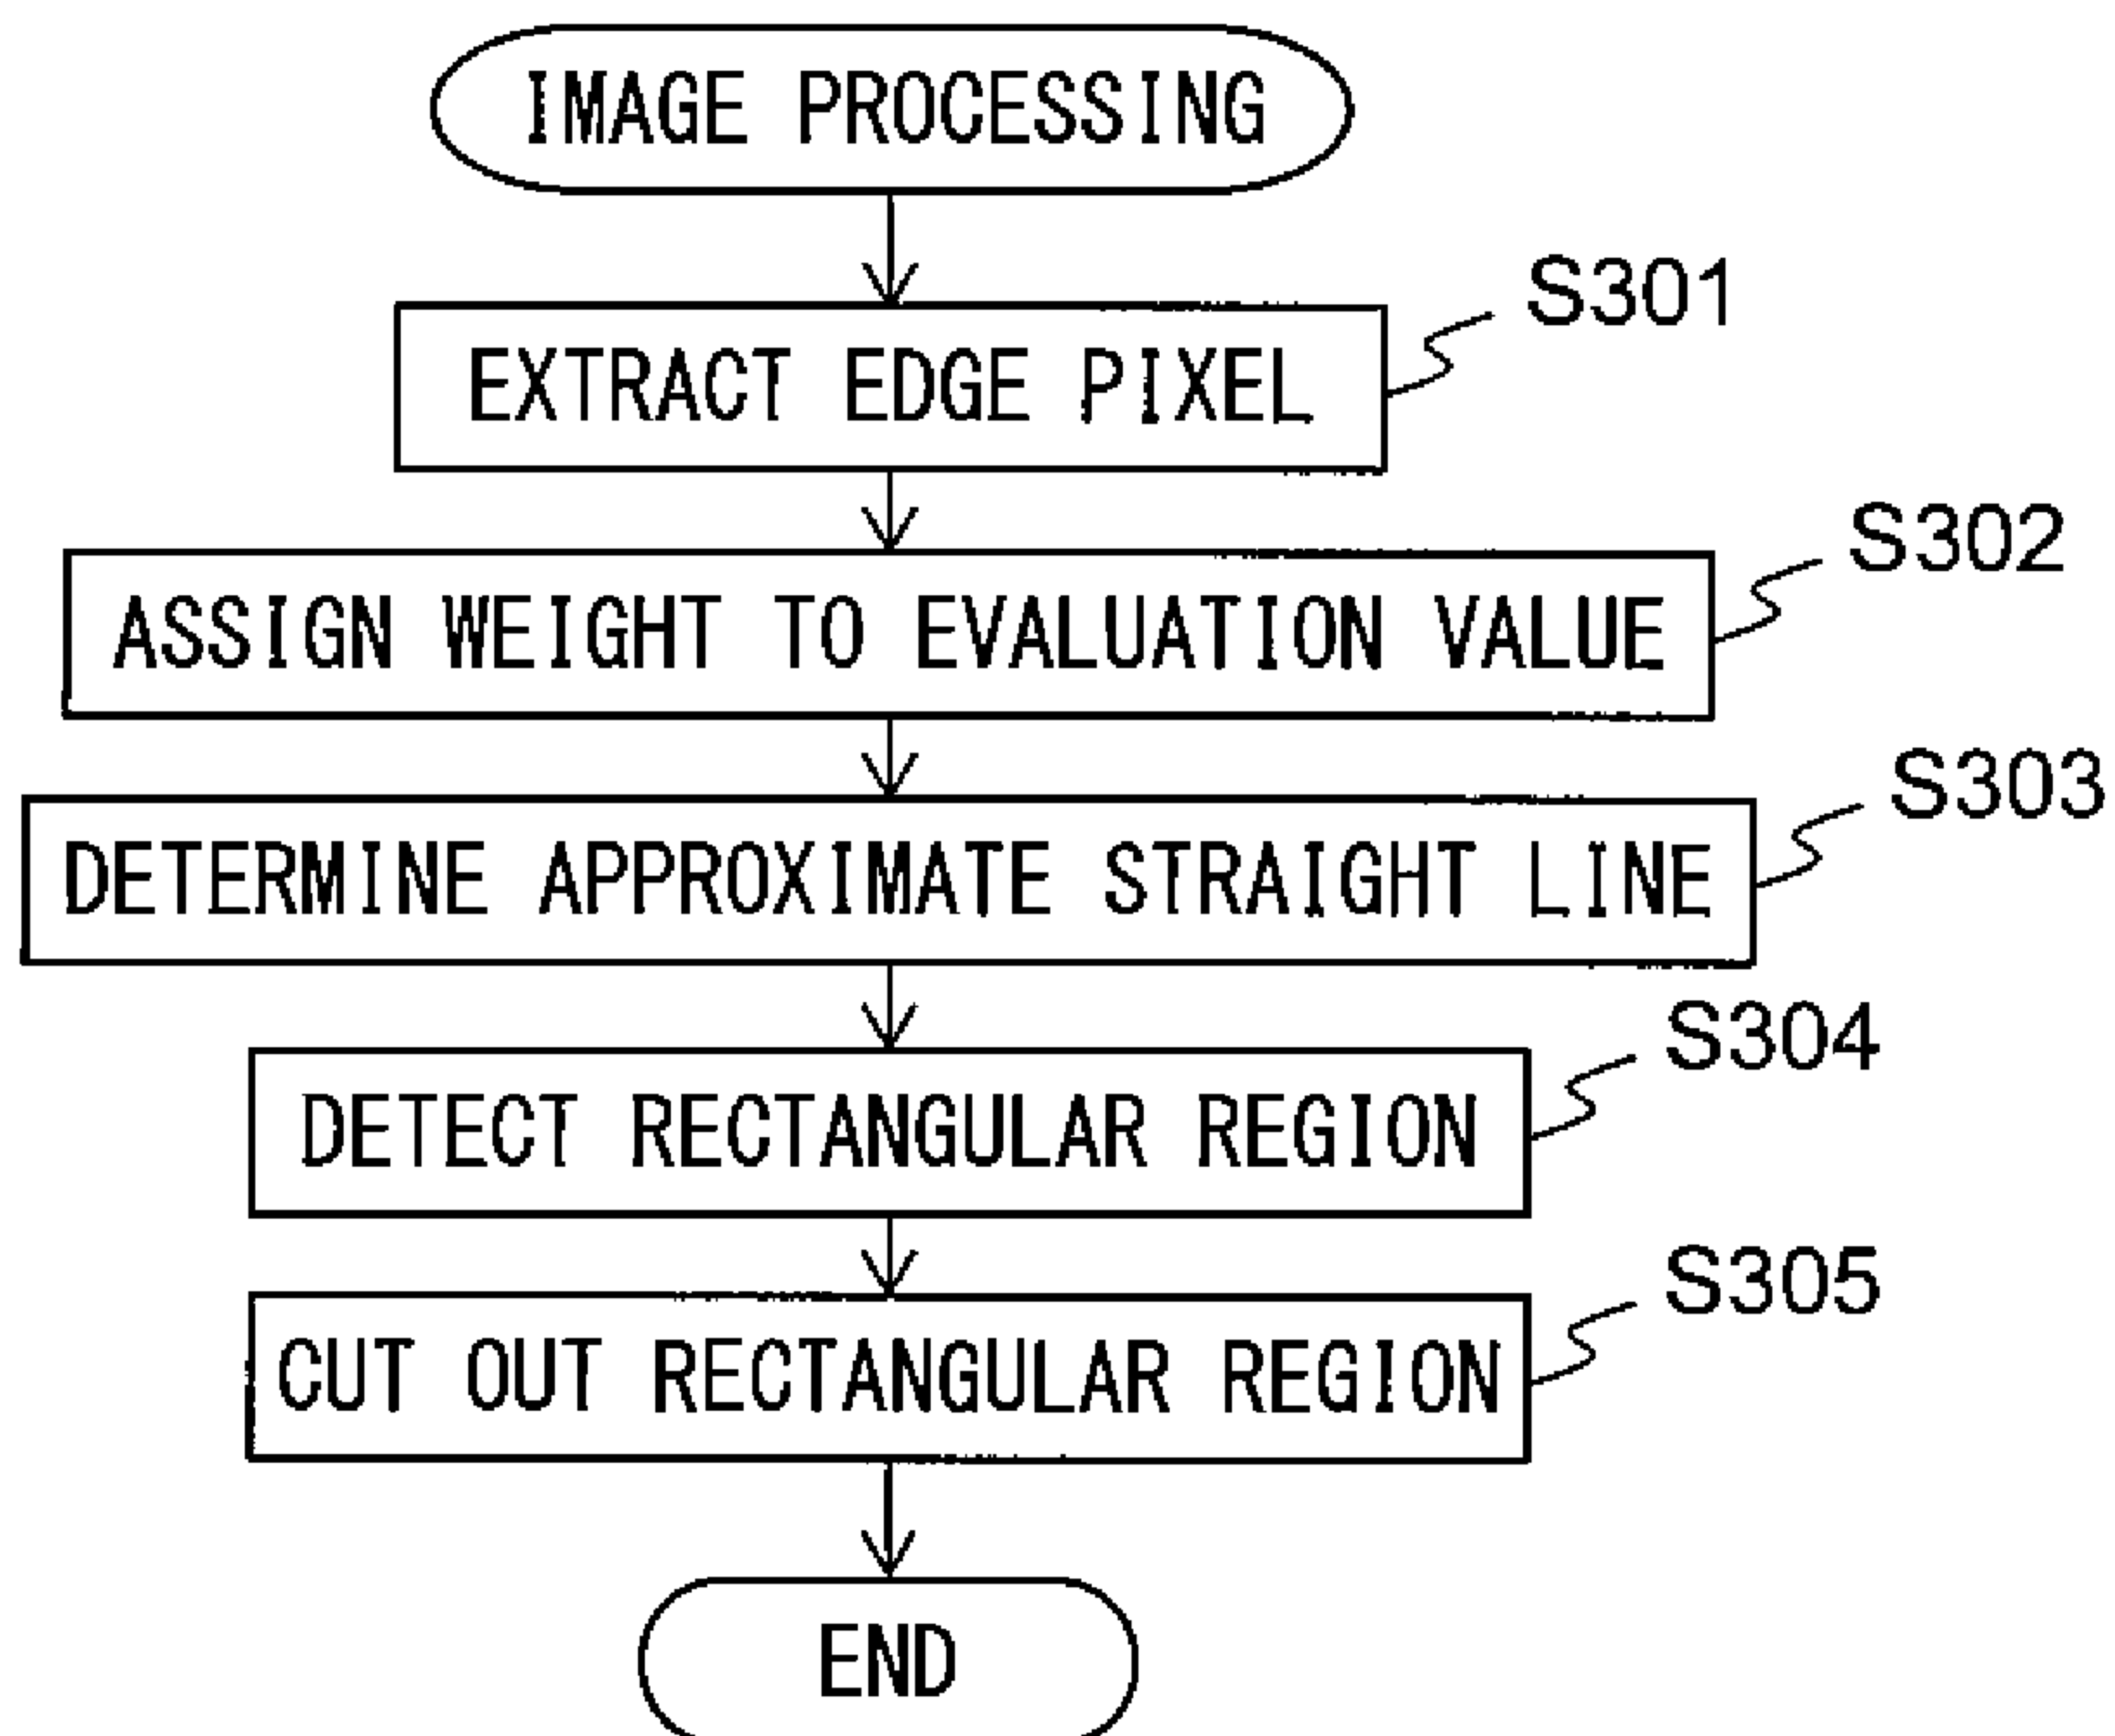 IMAGE PROCESSING
S301
EXTRACT EDGE PIXEL
S302
ASSIGN WEIGHT TO EVALUATION VALUE
S303
DETERMINE APPROXIMATE STRAIGHT LINE
S304
DETECT RECTANGULAR REGION
S305
CUT OUT RECTANGULAR REGION
END